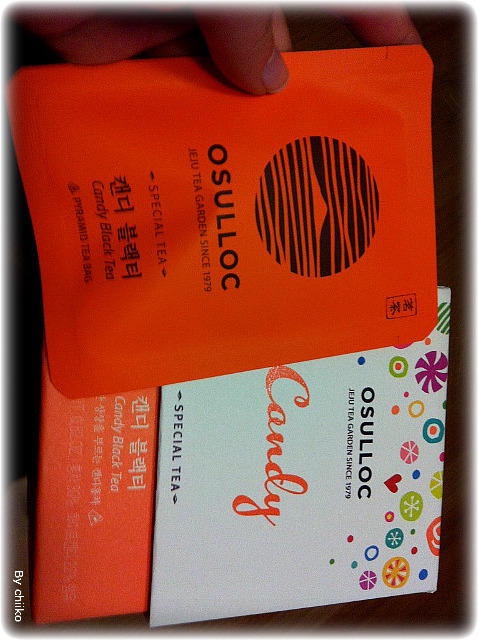 OSULLOC
JEJU TEA GARDEN SINCE 1979
SPECIAL TEA
캔디 블랙티
Candy Black Tea
PYRAMID TEA BAG
OSULLOC
JEJU TEA GARDEN SINCE 1979
Candy
SPECIAL TEA
캔디 블랙티
Candy Black Tea
By chiiko